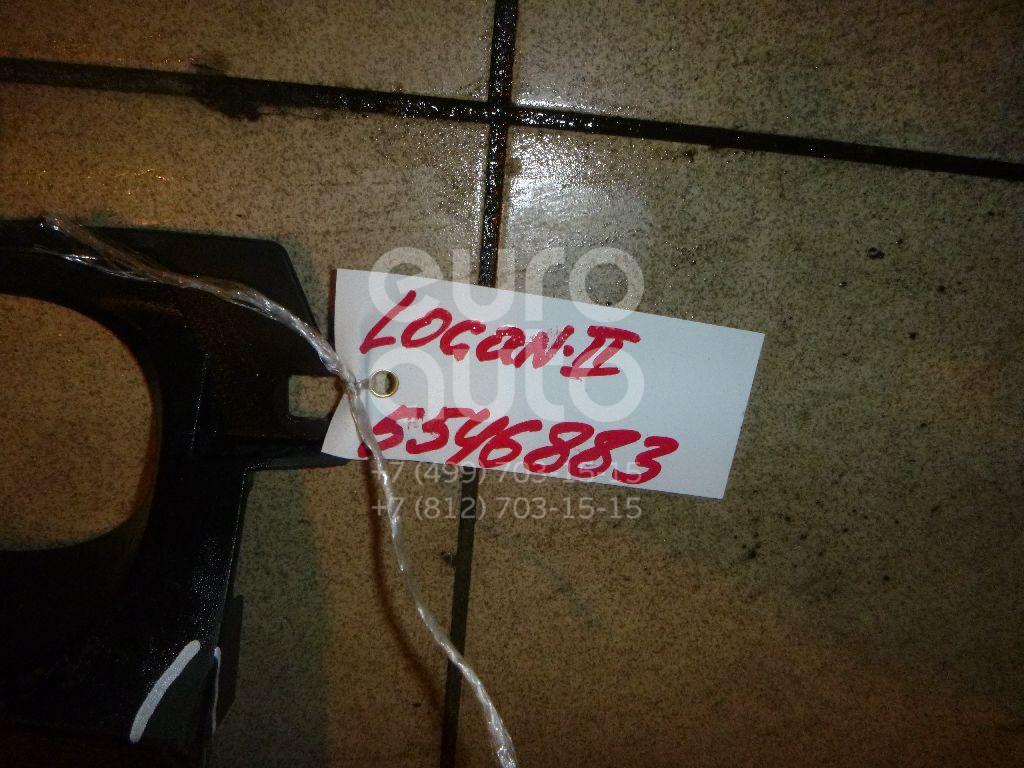 euro
auto
LOGAN-II
5546883
+7 (499) 703-15-15
+7 (812) 703-15-15